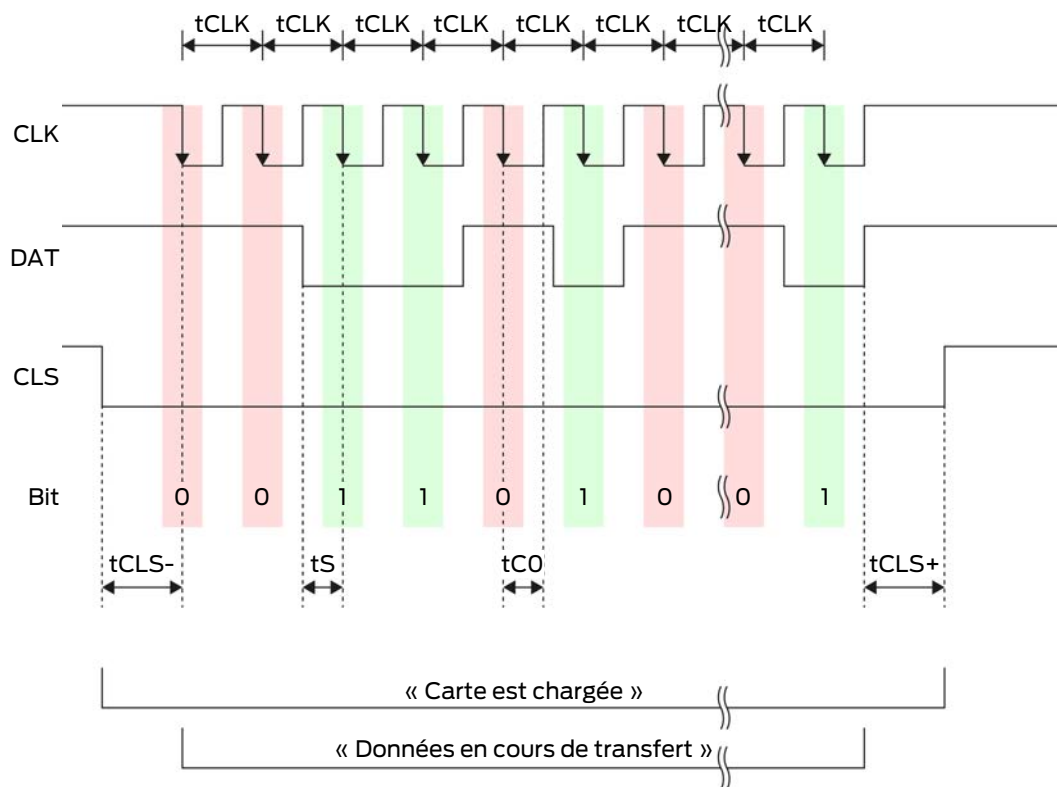 tCLK tCLK tCLK tCLK tCLK tCLK tCLK tCLK
CLK
DAT
CLS
Bit 0 0 1 1 0 1 0 0 1
tCLS- tS tC0 tCLS+
« Carte est chargée »
« Données en cours de transfert »